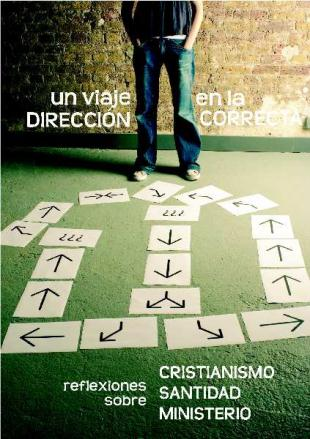 un viaje en la
DIRECCIÓN CORRECTA
¿¿¿
¿¿¿
reflexiones
sobre
CRISTIANISMO
SANTIDAD
MINISTERIO